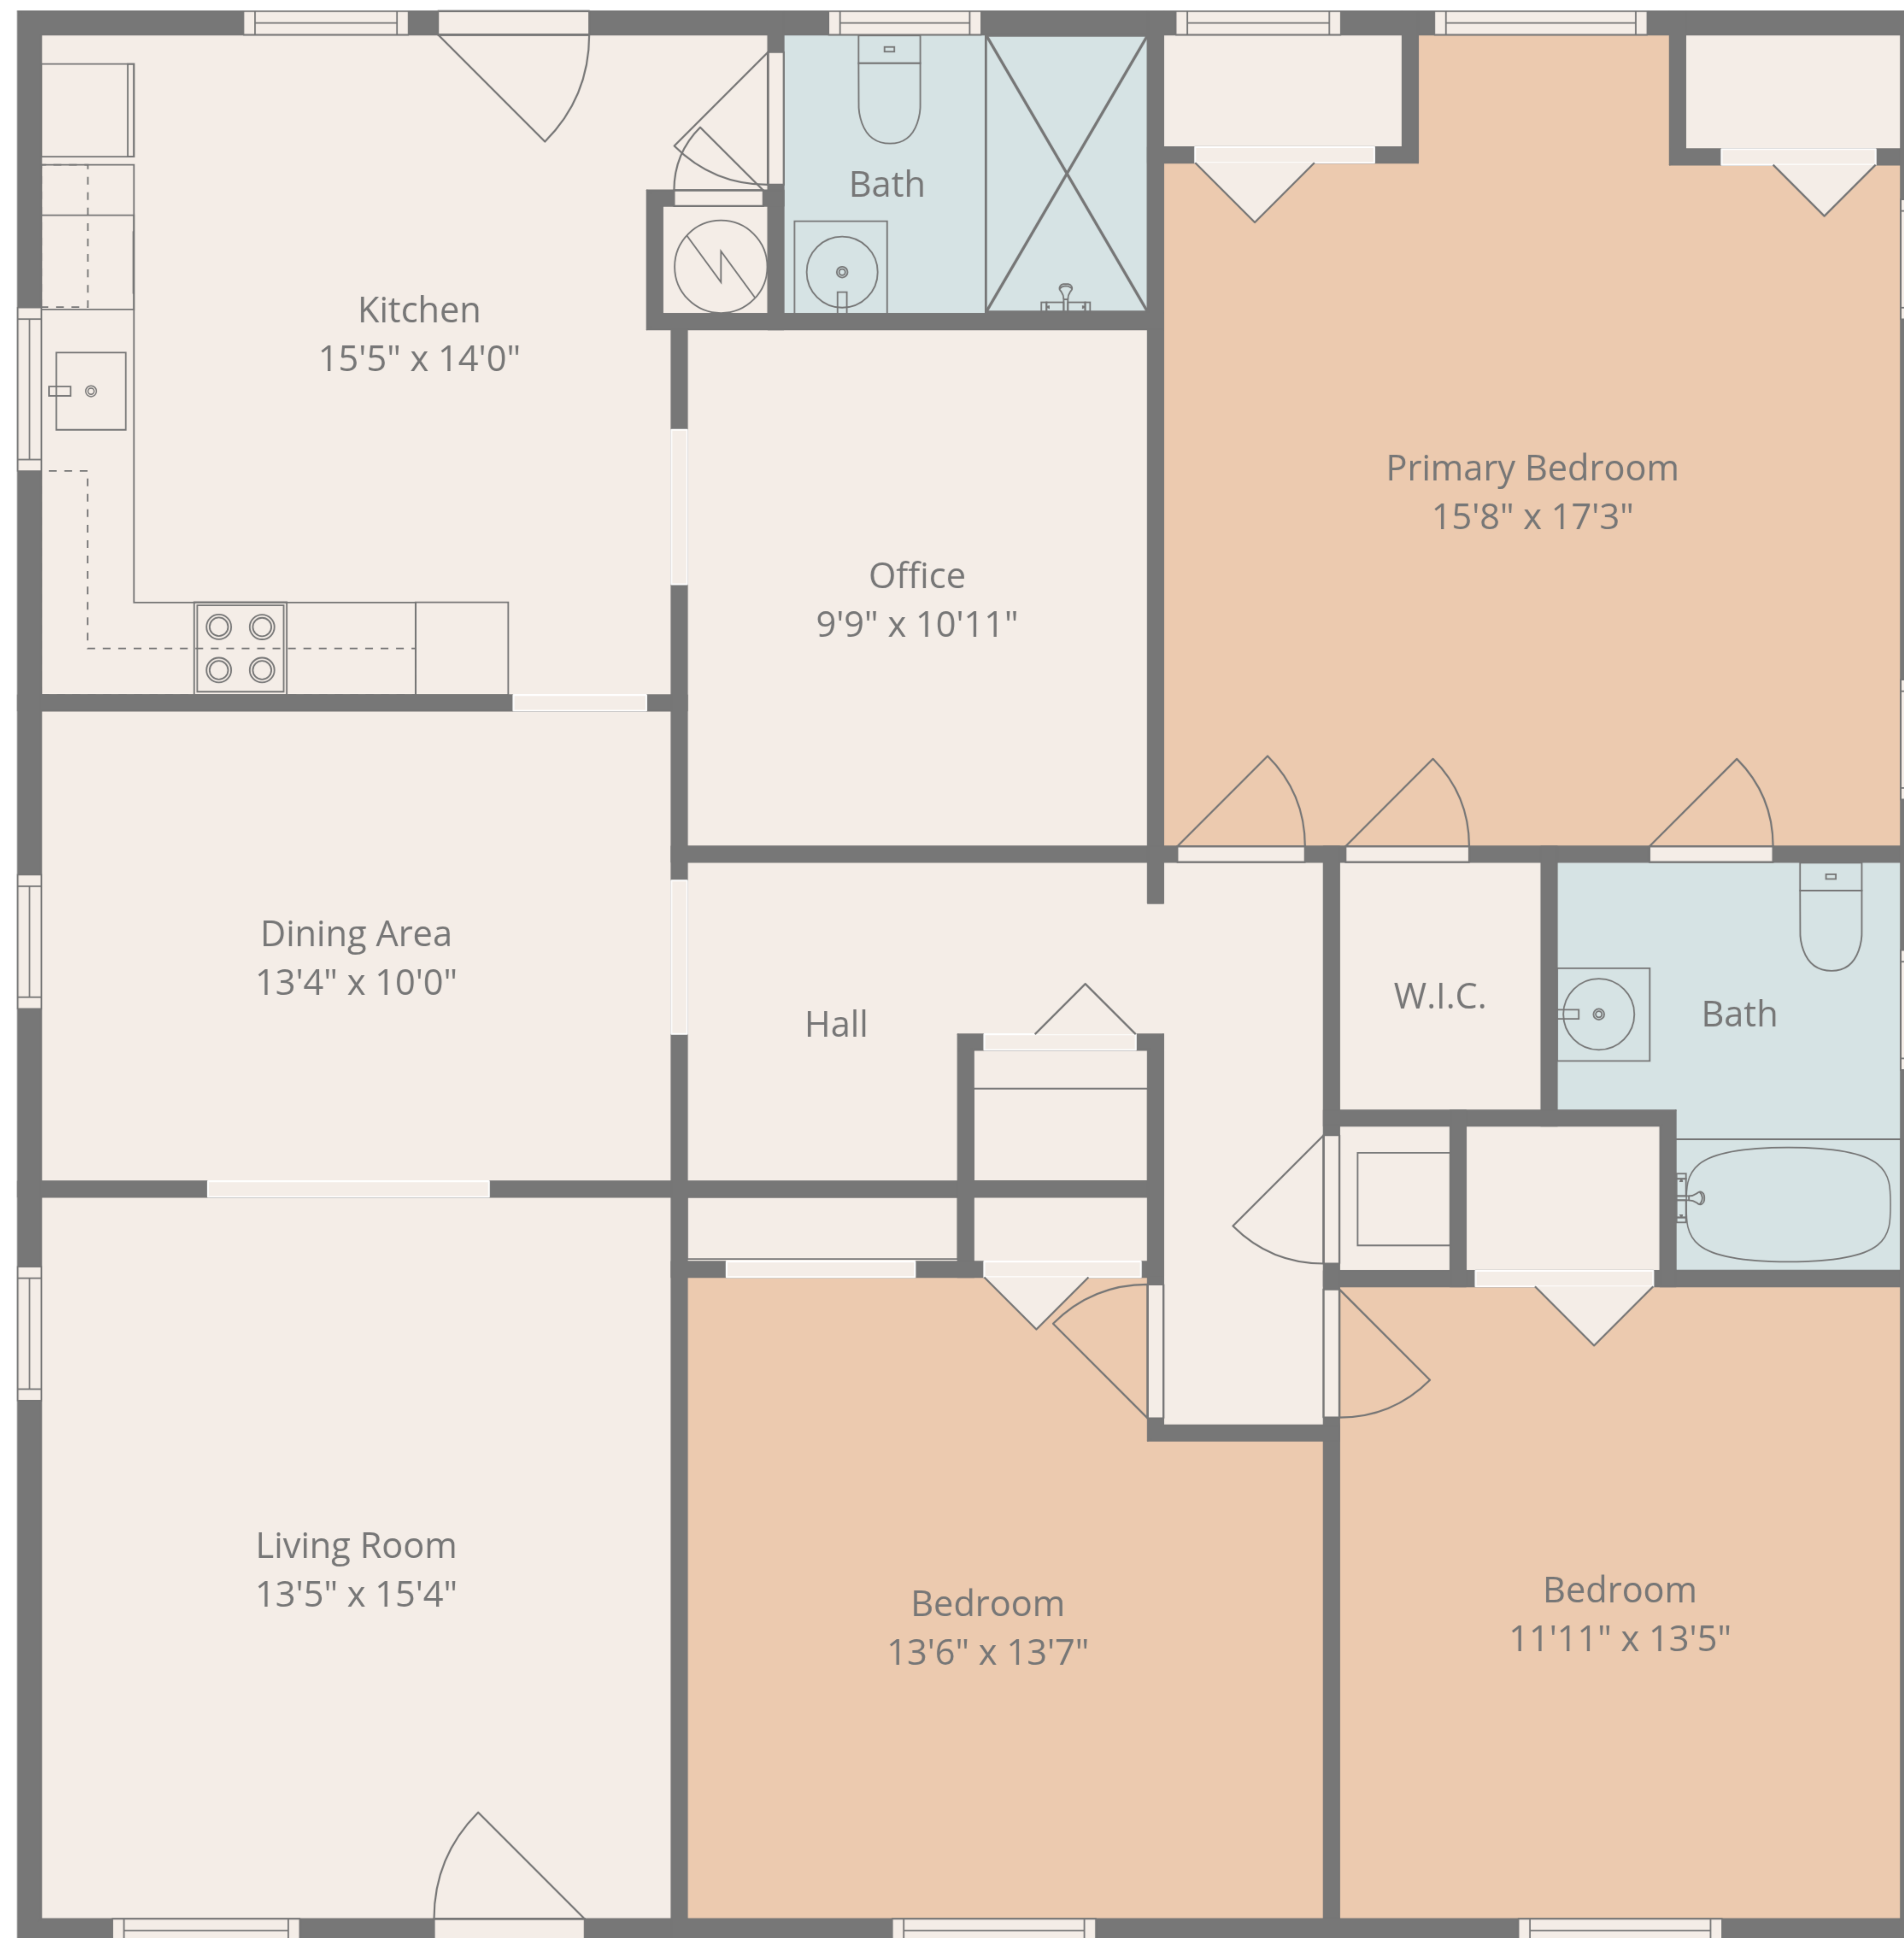 Bath
Kitchen
15'5" x 14'0"
Primary Bedroom
15'8" x 17'3"
Office
9'9" x 10'11"
Dining Area
13'4" x 10'0"
Hall
W.I.C.
Bath
Living Room
13'5" x 15'4"
Bedroom
13'6" x 13'7"
Bedroom
11'11" x 13'5"